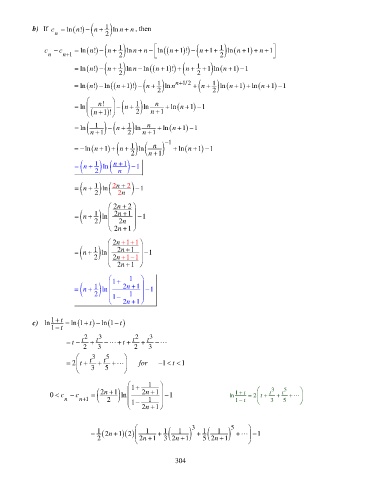 b) If c_n = ln(n!) − (n + 1/2) ln n + n , then
c_n − c_{n+1} = ln(n!) − (n + 1/2) ln n + n − [ln((n+1)!) − (n+1 + 1/2) ln(n+1) + n + 1]
= ln(n!) − (n + 1/2) ln n − ln((n+1)!) + (n + 1/2 + 1) ln(n+1) − 1
= ln(n!) − ln((n+1)!) − (n + 1/2) ln n^{n+1/2} + (n + 1/2) ln(n+1) + ln(n+1) − 1
= ln(n!/(n+1)!) − (n + 1/2) ln n/(n+1) + ln(n+1) − 1
= ln(1/(n+1)) − (n + 1/2) ln n/(n+1) + ln(n+1) − 1
= − ln(n+1) + (n + 1/2) ln(n/(n+1))^{−1} + ln(n+1) − 1
= (n + 1/2) ln((n+1)/n) − 1
= (n + 1/2) ln((2n+2)/2n) − 1
= (n + 1/2) ln(((2n+2)/(2n+1))/(2n/(2n+1))) − 1
= (n + 1/2) ln(((2n+1+1)/(2n+1))/((2n+1−1)/(2n+1))) − 1
= (n + 1/2) ln((1 + 1/(2n+1))/(1 − 1/(2n+1))) − 1
c) ln (1+t)/(1−t) = ln(1+t) − ln(1−t)
= t − t²/2 + t³/3 − ⋯ + t + t²/2 + t³/3 − ⋯
= 2(t + t³/3 + t⁵/5 + ⋯) for −1 < t < 1
0 < c_n − c_{n+1} = ((2n+1)/2) ln((1 + 1/(2n+1))/(1 − 1/(2n+1))) − 1 ln (1+t)/(1−t) = 2(t + t³/3 + t⁵/5 + ⋯)
= 1/2 (2n+1)(2)(1/(2n+1) + 1/3 (1/(2n+1))³ + 1/5 (1/(2n+1))⁵ + ⋯) − 1
304